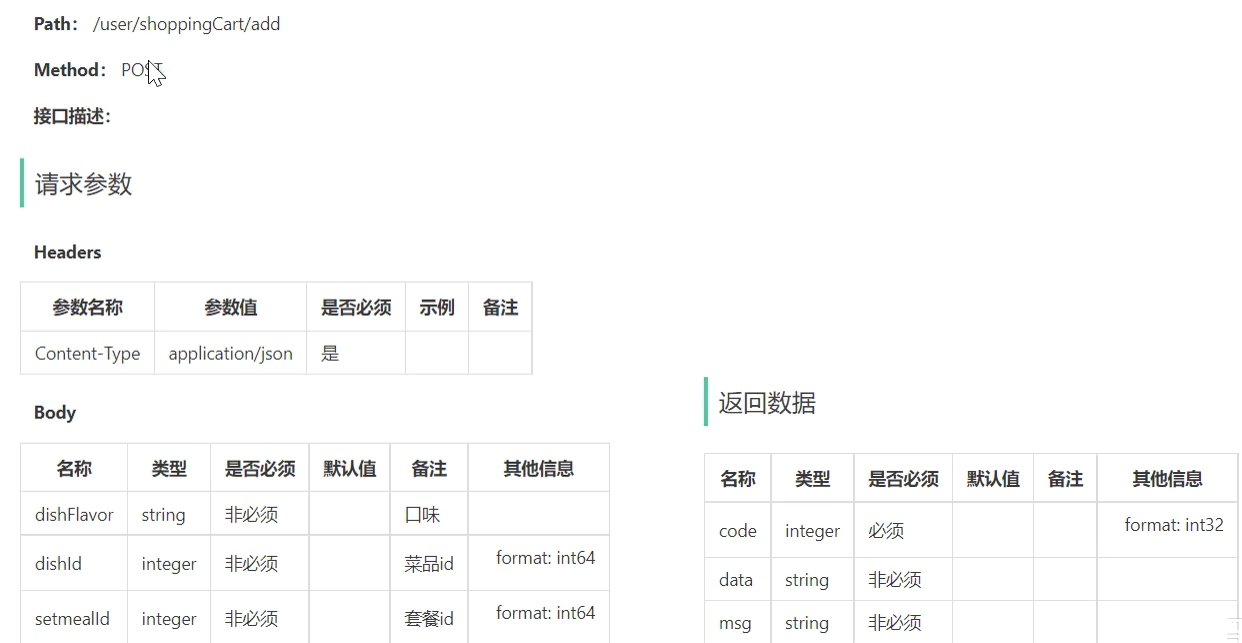 Path： /user/shoppingCart/add
Method： POST
接口描述：
请求参数
Headers
参数名称 参数值 是否必须 示例 备注
Content-Type application/json 是
Body
名称 类型 是否必须 默认值 备注 其他信息
dishFlavor string 非必须 口味
dishId integer 非必须 菜品id format: int64
setmealId integer 非必须 套餐id format: int64
返回数据
名称 类型 是否必须 默认值 备注 其他信息
code integer 必须 format: int32
data string 非必须
msg string 非必须